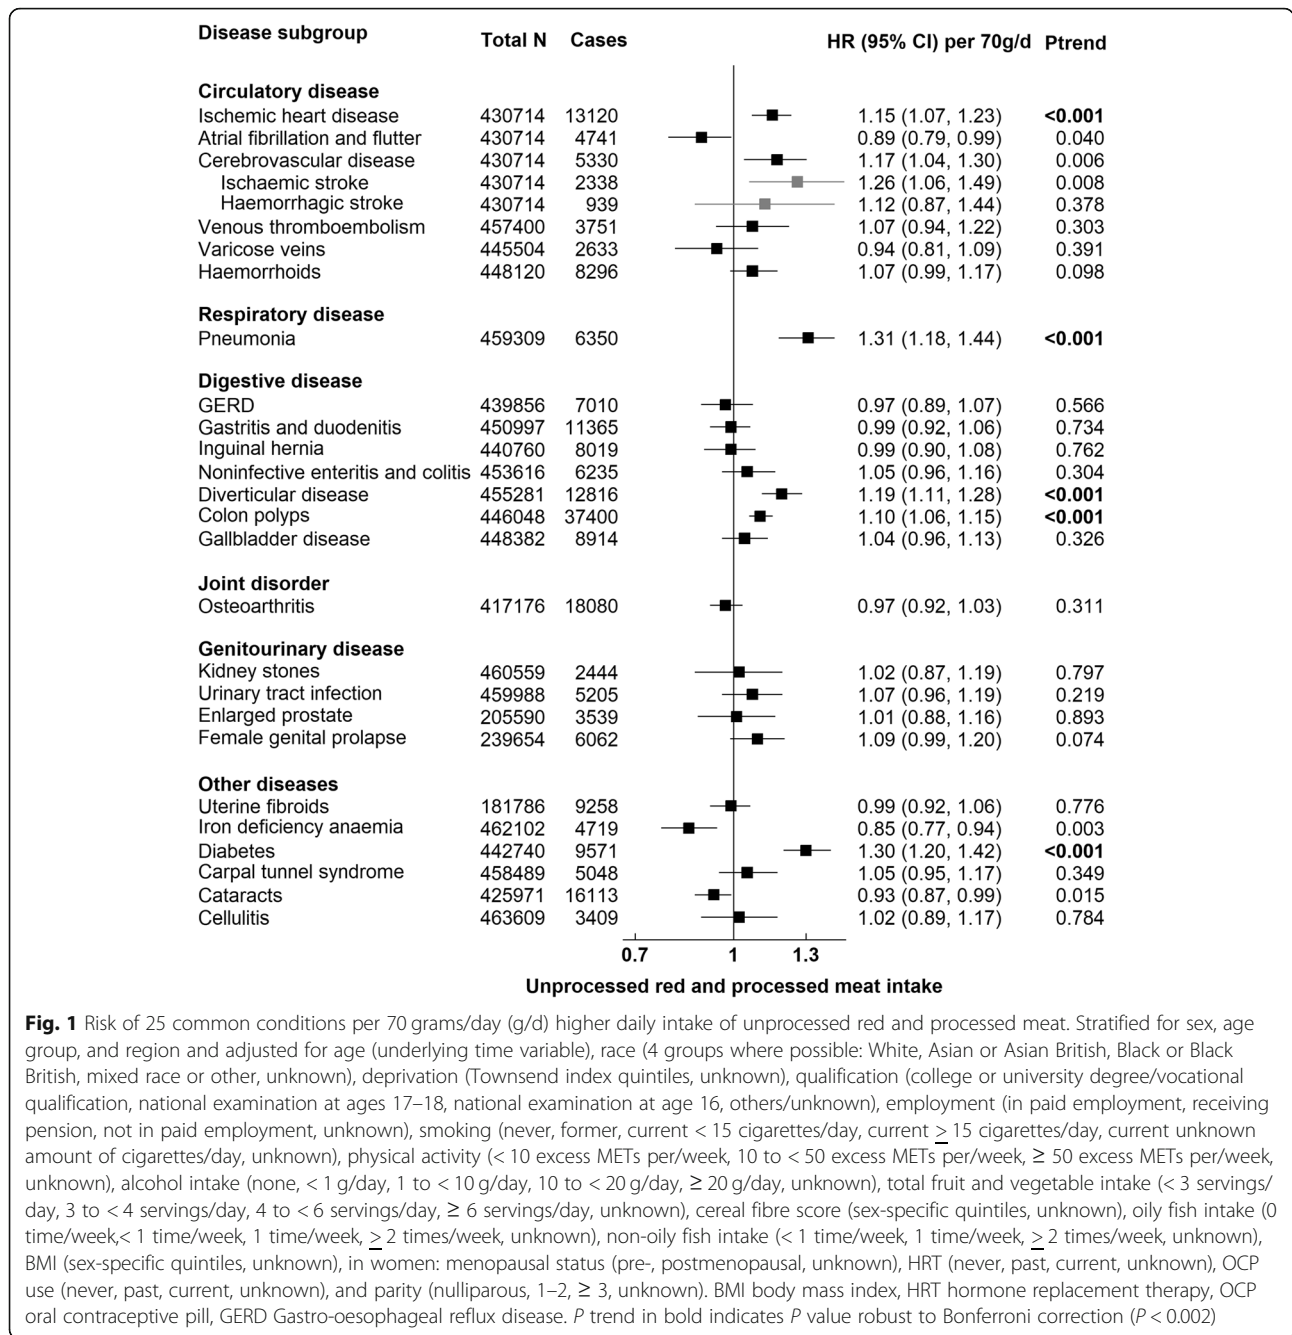 Disease subgroup Total N Cases HR (95% CI) per 70g/d Ptrend
Circulatory disease
Ischemic heart disease 430714 13120 1.15 (1.07, 1.23) <0.001
Atrial fibrillation and flutter 430714 4741 0.89 (0.79, 0.99) 0.040
Cerebrovascular disease 430714 5330 1.17 (1.04, 1.30) 0.006
Ischaemic stroke 430714 2338 1.26 (1.06, 1.49) 0.008
Haemorrhagic stroke 430714 939 1.12 (0.87, 1.44) 0.378
Venous thromboembolism 457400 3751 1.07 (0.94, 1.22) 0.303
Varicose veins 445504 2633 0.94 (0.81, 1.09) 0.391
Haemorrhoids 448120 8296 1.07 (0.99, 1.17) 0.098
Respiratory disease
Pneumonia 459309 6350 1.31 (1.18, 1.44) <0.001
Digestive disease
GERD 439856 7010 0.97 (0.89, 1.07) 0.566
Gastritis and duodenitis 450997 11365 0.99 (0.92, 1.06) 0.734
Inguinal hernia 440760 8019 0.99 (0.90, 1.08) 0.762
Noninfective enteritis and colitis 453616 6235 1.05 (0.96, 1.16) 0.304
Diverticular disease 455281 12816 1.19 (1.11, 1.28) <0.001
Colon polyps 446048 37400 1.10 (1.06, 1.15) <0.001
Gallbladder disease 448382 8914 1.04 (0.96, 1.13) 0.326
Joint disorder
Osteoarthritis 417176 18080 0.97 (0.92, 1.03) 0.311
Genitourinary disease
Kidney stones 460559 2444 1.02 (0.87, 1.19) 0.797
Urinary tract infection 459988 5205 1.07 (0.96, 1.19) 0.219
Enlarged prostate 205590 3539 1.01 (0.88, 1.16) 0.893
Female genital prolapse 239654 6062 1.09 (0.99, 1.20) 0.074
Other diseases
Uterine fibroids 181786 9258 0.99 (0.92, 1.06) 0.776
Iron deficiency anaemia 462102 4719 0.85 (0.77, 0.94) 0.003
Diabetes 442740 9571 1.30 (1.20, 1.42) <0.001
Carpal tunnel syndrome 458489 5048 1.05 (0.95, 1.17) 0.349
Cataracts 425971 16113 0.93 (0.87, 0.99) 0.015
Cellulitis 463609 3409 1.02 (0.89, 1.17) 0.784
0.7 1 1.3
Unprocessed red and processed meat intake
Fig. 1 Risk of 25 common conditions per 70 grams/day (g/d) higher daily intake of unprocessed red and processed meat. Stratified for sex, age
group, and region and adjusted for age (underlying time variable), race (4 groups where possible: White, Asian or Asian British, Black or Black
British, mixed race or other, unknown), deprivation (Townsend index quintiles, unknown), qualification (college or university degree/vocational
qualification, national examination at ages 17–18, national examination at age 16, others/unknown), employment (in paid employment, receiving
pension, not in paid employment, unknown), smoking (never, former, current < 15 cigarettes/day, current ≥ 15 cigarettes/day, current unknown
amount of cigarettes/day, unknown), physical activity (< 10 excess METs per/week, 10 to < 50 excess METs per/week, ≥ 50 excess METs per/week,
unknown), alcohol intake (none, < 1 g/day, 1 to < 10 g/day, 10 to < 20 g/day, ≥ 20 g/day, unknown), total fruit and vegetable intake (< 3 servings/
day, 3 to < 4 servings/day, 4 to < 6 servings/day, ≥ 6 servings/day, unknown), cereal fibre score (sex-specific quintiles, unknown), oily fish intake (0
time/week,< 1 time/week, 1 time/week, ≥ 2 times/week, unknown), non-oily fish intake (< 1 time/week, 1 time/week, ≥ 2 times/week, unknown),
BMI (sex-specific quintiles, unknown), in women: menopausal status (pre-, postmenopausal, unknown), HRT (never, past, current, unknown), OCP
use (never, past, current, unknown), and parity (nulliparous, 1–2, ≥ 3, unknown). BMI body mass index, HRT hormone replacement therapy, OCP
oral contraceptive pill, GERD Gastro-oesophageal reflux disease. P trend in bold indicates P value robust to Bonferroni correction (P < 0.002)